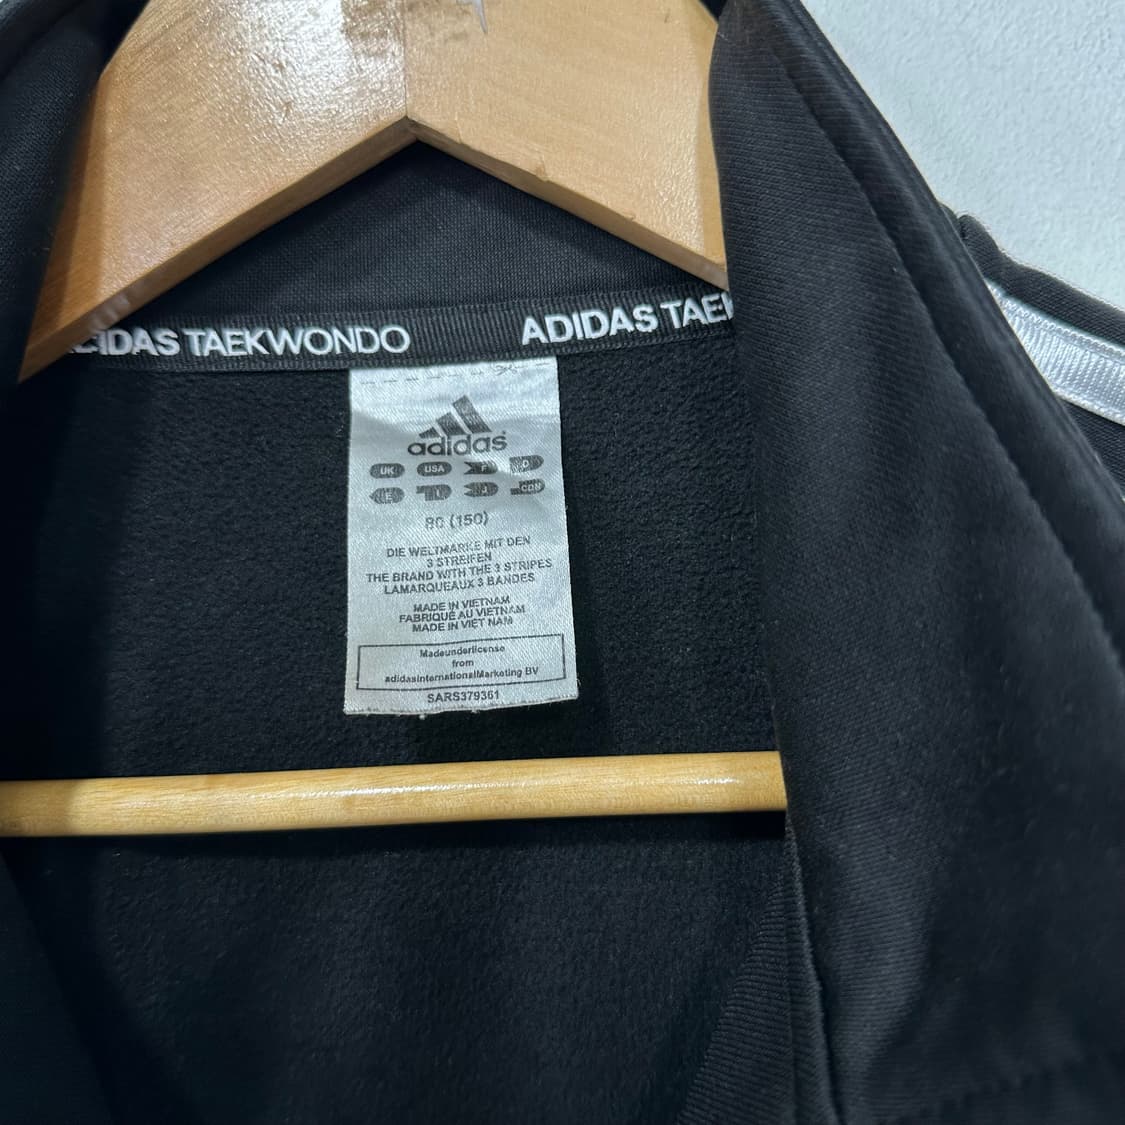 ADIDAS TAEKWONDO ADIDAS
adidas
UK USA F D
CDN
80 (150)
DIE WELTMARKE MIT DEN
3 STREIFEN
THE BRAND WITH THE 3 STRIPES
LAMARQUEAUX 3 BANDES
MADE IN VIETNAM
FABRIQUÉ AU VIETNAM
MADE IN VIET NAM
Madeunderlicense
from
adidasinternationalMarketing BV
SARS379361